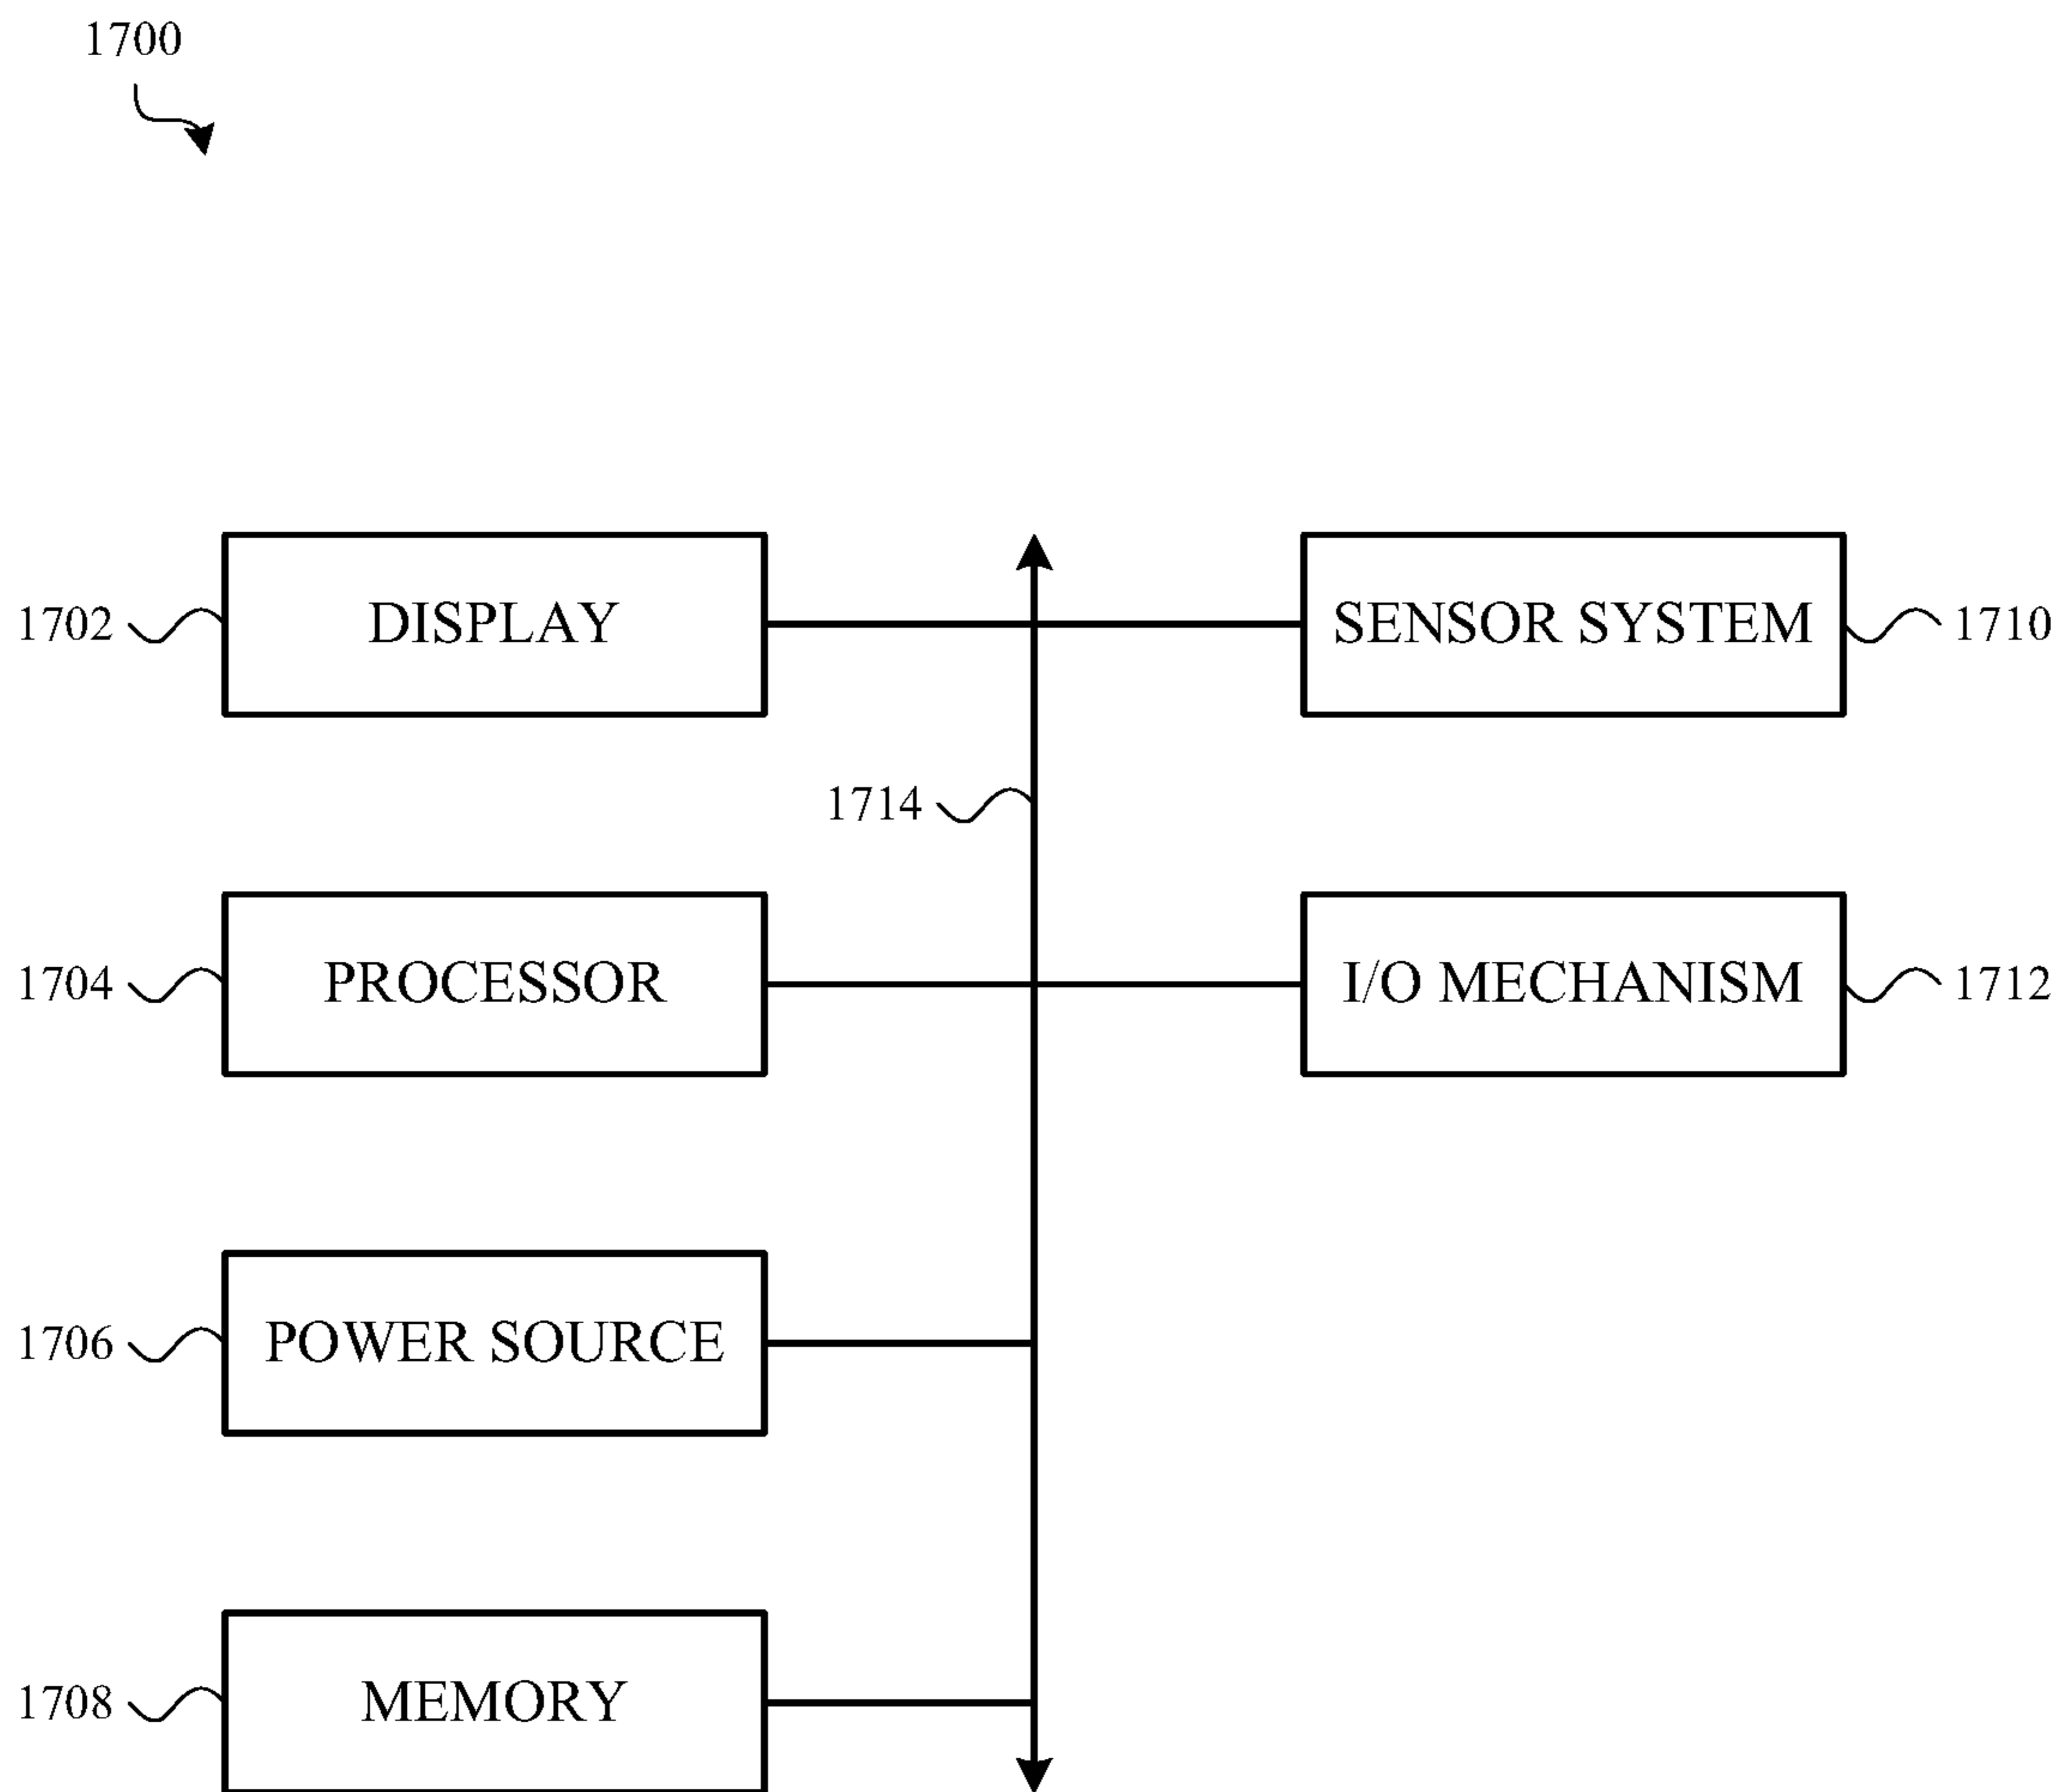 1700
1702 DISPLAY
SENSOR SYSTEM 1710
1714
1704 PROCESSOR
I/O MECHANISM 1712
1706 POWER SOURCE
1708 MEMORY